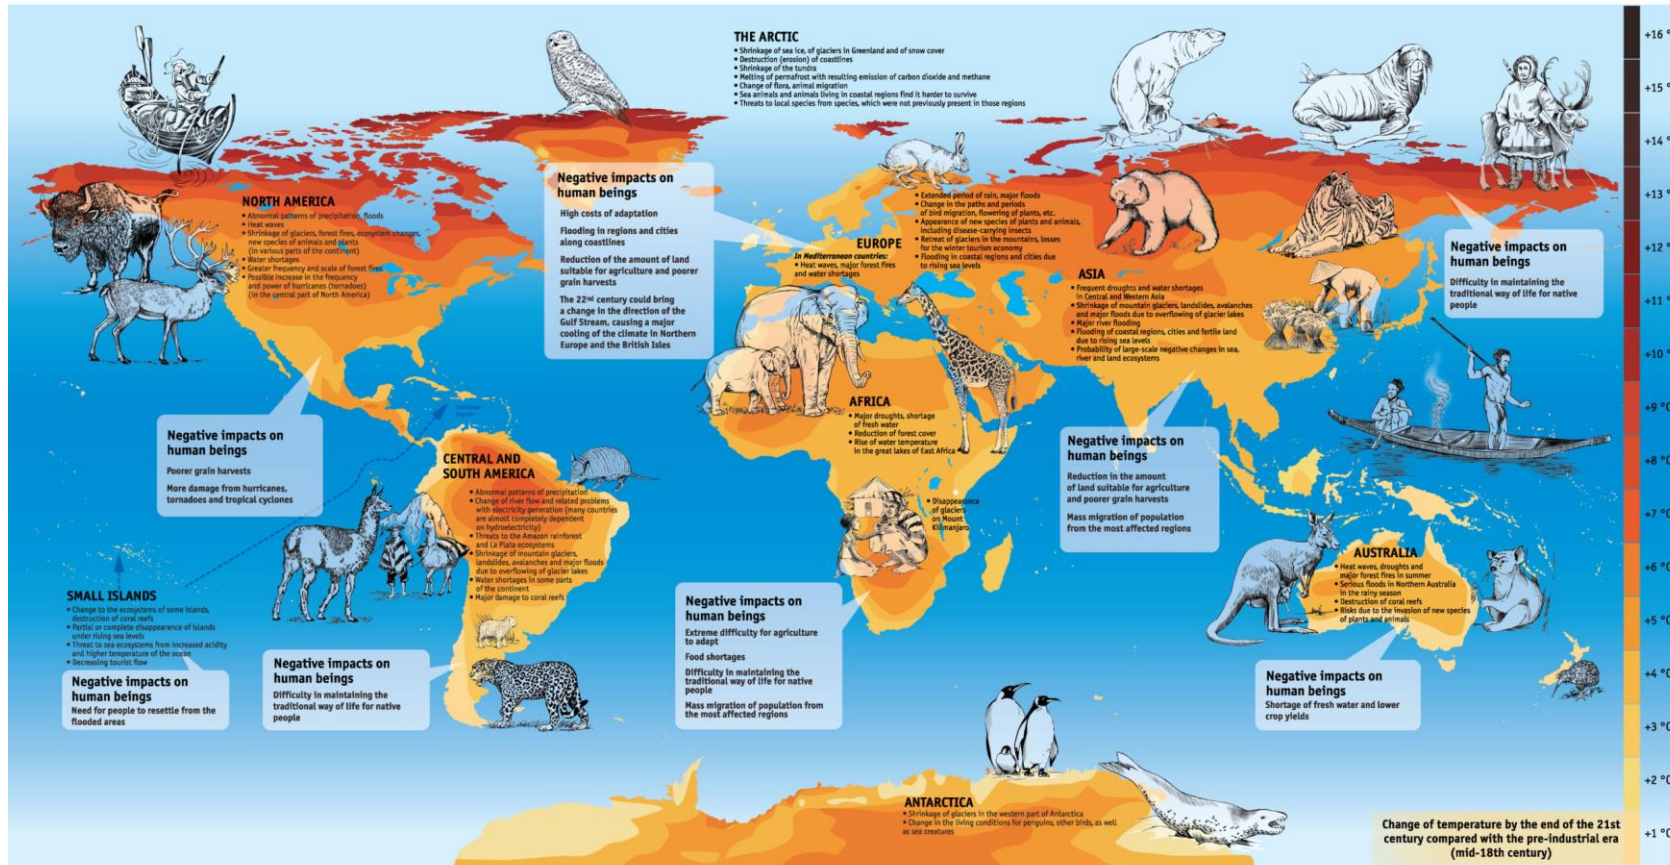 THE ARCTIC
• Shrinkage of sea ice, of glaciers in Greenland and of snow cover
• Destruction (erosion) of coastlines
• Shrinkage of the tundra
• Melting of permafrost with resulting emission of carbon dioxide and methane
• Change of flora, animal migration
• Sea animals and animals living in coastal regions find it harder to survive
• Threats to local species from species, which were not previously present in those regions
NORTH AMERICA
• Abnormal patterns of precipitation, floods
• Heat waves
• Shrinkage of glaciers, forest fires, ecosystem changes,
new species of animals and plants
(in various parts of the continent)
• Water shortages
• Greater frequency and scale of forest fires
• Possible increase in the frequency
and power of hurricanes (tornadoes)
(in the central part of North America)
Negative impacts on
human beings
Poorer grain harvests
More damage from hurricanes,
tornadoes and tropical cyclones
Negative impacts on
human beings
High costs of adaptation
Flooding in regions and cities
along coastlines
Reduction of the amount of land
suitable for agriculture and poorer
grain harvests
The 22nd century could bring
a change in the direction of the
Gulf Stream, causing a major
cooling of the climate in Northern
Europe and the British Isles
EUROPE
In Mediterranean countries:
• Heat waves, major forest fires
and water shortages
• Extended period of rain, major floods
• Change in the paths and periods
of bird migration, flowering of plants, etc.
• Appearance of new species of plants and animals,
including disease-carrying insects
• Retreat of glaciers in the mountains, losses
for the winter tourism economy
• Flooding in coastal regions and cities due
to rising sea levels
ASIA
• Frequent droughts and water shortages
in Central and Western Asia
• Shrinkage of mountain glaciers, landslides, avalanches
and major floods due to overflowing of glacier lakes
• Major river flooding
• Flooding of coastal regions, cities and fertile land
due to rising sea levels
• Probability of large-scale negative changes in sea,
river and land ecosystems
Negative impacts on
human beings
Difficulty in maintaining the
traditional way of life for native
people
Negative impacts on
human beings
Reduction in the amount
of land suitable for agriculture
and poorer grain harvests
Mass migration of population
from the most affected regions
AFRICA
• Major droughts, shortage
of fresh water
• Reduction of forest cover
• Rise of water temperature
in the great lakes of East Africa
• Disappearance
of glaciers
on Mount
Kilimanjaro
Negative impacts on
human beings
Extreme difficulty for agriculture
to adapt
Food shortages
Difficulty in maintaining the
traditional way of life for native
people
Mass migration of population from
the most affected regions
Caribbean
Islands
CENTRAL AND
SOUTH AMERICA
• Abnormal patterns of precipitation
• Change of river flow and related problems
with electricity generation (many countries
are almost completely dependent
on hydroelectricity)
• Threats to the Amazon rainforest
and La Plata ecosystems
• Shrinkage of mountain glaciers,
landslides, avalanches and major floods
due to overflowing of glacier lakes
• Water shortages in some parts
of the continent
• Major damage to coral reefs
Negative impacts on
human beings
Difficulty in maintaining the
traditional way of life for native
people
SMALL ISLANDS
• Change to the ecosystems of some islands,
destruction of coral reefs
• Partial or complete disappearance of islands
under rising sea levels
• Threat to sea ecosystems from increased acidity
and higher temperature of the ocean
• Decreasing tourist flow
Negative impacts on
human beings
Need for people to resettle from the
flooded areas
AUSTRALIA
• Heat waves, droughts and
major forest fires in summer
• Serious floods in Northern Australia
in the rainy season
• Destruction of coral reefs
• Risks due to the invasion of new species
of plants and animals
Negative impacts on
human beings
Shortage of fresh water and lower
crop yields
ANTARCTICA
• Shrinkage of glaciers in the western part of Antarctica
• Change in the living conditions for penguins, other birds, as well
as sea creatures
+16 °
+15 °
+14 °
+13 °
+12 °
+11 °
+10 °
+9 °C
+8 °C
+7 °C
+6 °C
+5 °C
+4 °C
+3 °C
+2 °C
+1 °C
Change of temperature by the end of the 21st
century compared with the pre-industrial era
(mid-18th century)